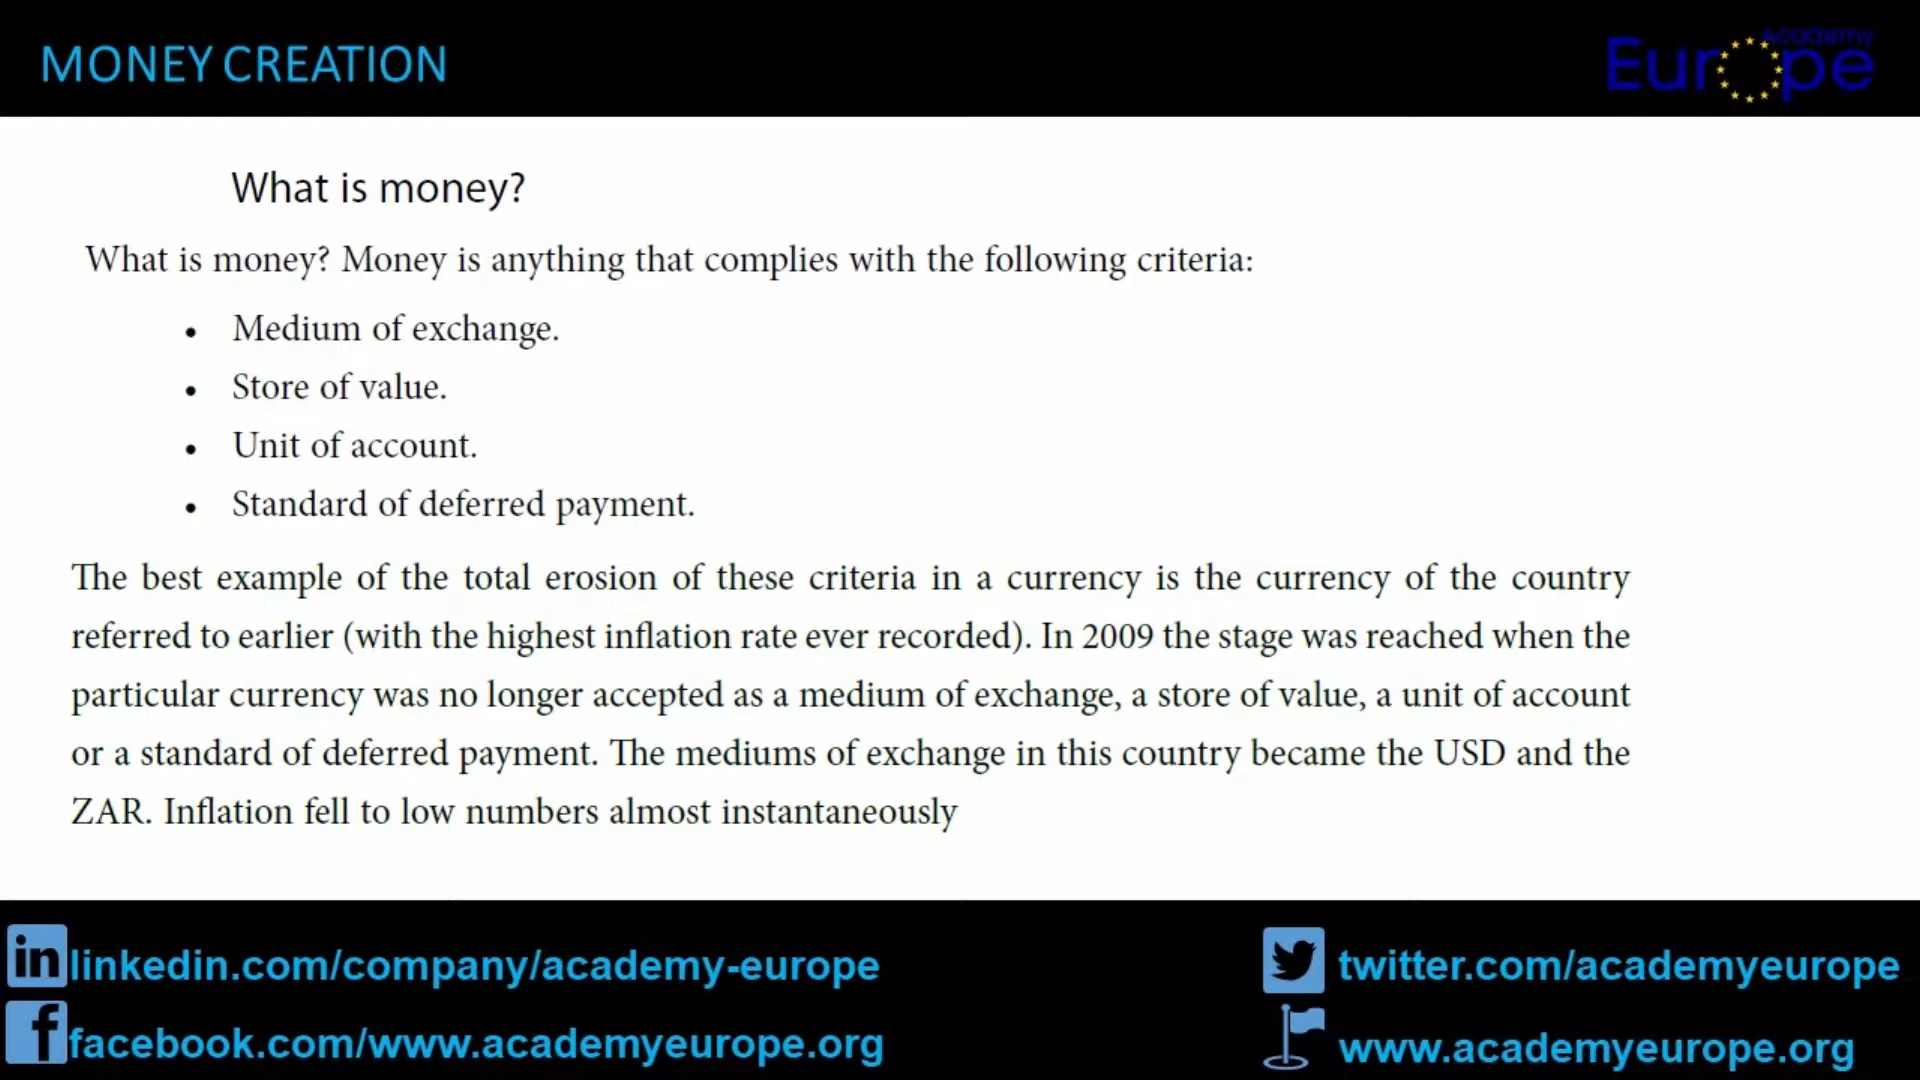 MONEY CREATION
Academy
Europe
What is money?
What is money? Money is anything that complies with the following criteria:
• Medium of exchange.
• Store of value.
• Unit of account.
• Standard of deferred payment.
The best example of the total erosion of these criteria in a currency is the currency of the country
referred to earlier (with the highest inflation rate ever recorded). In 2009 the stage was reached when the
particular currency was no longer accepted as a medium of exchange, a store of value, a unit of account
or a standard of deferred payment. The mediums of exchange in this country became the USD and the
ZAR. Inflation fell to low numbers almost instantaneously
in linkedin.com/company/academy-europe
twitter.com/academyeurope
f facebook.com/www.academyeurope.org
www.academyeurope.org